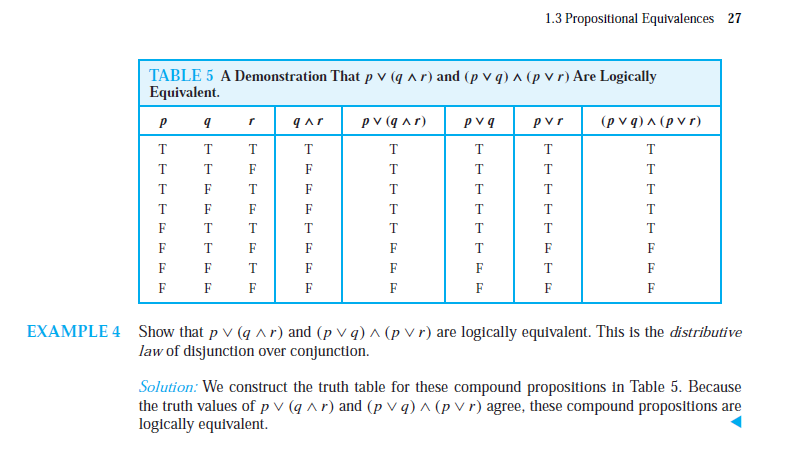 1.3 Propositional Equivalences 27
TABLE 5 A Demonstration That p ∨ (q ∧ r) and (p ∨ q) ∧ (p ∨ r) Are Logically
Equivalent.
p q r q ∧ r p ∨ (q ∧ r) p ∨ q p ∨ r (p ∨ q) ∧ (p ∨ r)
T T T T T T T T
T T F F T T T T
T F T F T T T T
T F F F T T T T
F T T T T T T T
F T F F F T F F
F F T F F F T F
F F F F F F F F
EXAMPLE 4 Show that p ∨ (q ∧ r) and (p ∨ q) ∧ (p ∨ r) are logically equivalent. This is the distributive
law of disjunction over conjunction.
Solution: We construct the truth table for these compound propositions in Table 5. Because
the truth values of p ∨ (q ∧ r) and (p ∨ q) ∧ (p ∨ r) agree, these compound propositions are
logically equivalent.